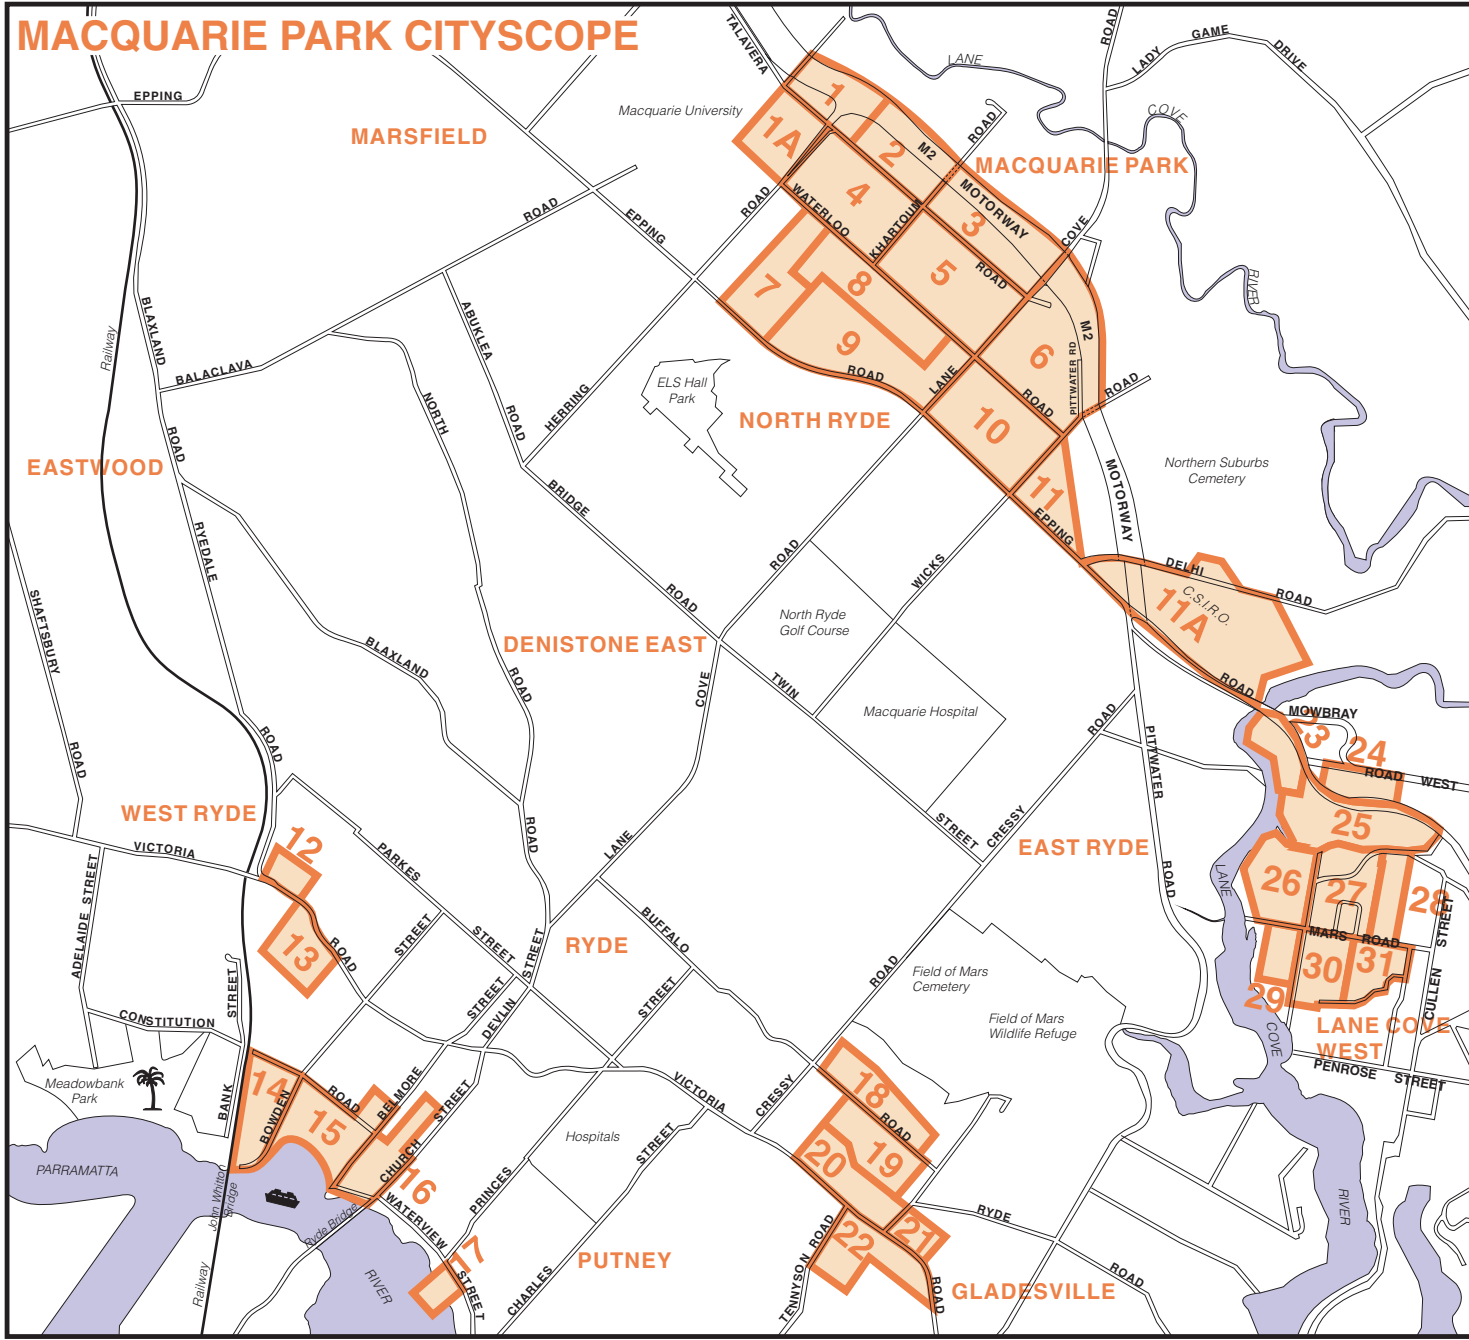 MACQUARIE PARK CITYSCOPE
EPPING
TALAVERA
ROAD
LADY
GAME
DRIVE
LANE
COVE
RIVER
MARSFIELD
Macquarie University
1
1A
2
M2
ROAD
MACQUARIE PARK
MOTORWAY
ROAD
EPPING
ROAD
WATERLOO
4
KHARTOUM
3
ROAD
COVE
5
7
8
9
6
M2
PITTWATER RD
ROAD
LANE
ROAD
ROAD
Railway
BLAXLAND
BALACLAVA
ABUKLEA
ROAD
NORTH
HERRING
ELS Hall
Park
NORTH RYDE
10
11
EPPING
MOTORWAY
Northern Suburbs
Cemetery
EASTWOOD
ROAD
RYEDALE
BRIDGE
ROAD
ROAD
WICKS
DELHI
ROAD
C.S.I.R.O.
11A
SHAFTSBURY
ROAD
BLAXLAND
DENISTONE EAST
ROAD
North Ryde
Golf Course
TWIN
COVE
Macquarie Hospital
ROAD
ROAD
PITTWATER
MOWBRAY
23
24
ROAD WEST
ROAD
WEST RYDE
VICTORIA
12
PARKES
ROAD
LANE
STREET
CRESSY
EAST RYDE
ROAD
25
LANE
26
27
28
STREET
ADELAIDE STREET
13
ROAD
STREET
STREET
STREET
RYDE
BUFFALO
ROAD
Field of Mars
Cemetery
MARS ROAD
30
31
29
CULLEN
STREET
STREET
DEVLIN
STREET
Field of Mars
Wildlife Refuge
COVE
LANE COVE
WEST
PENROSE STREET
CONSTITUTION
Meadowbank
Park
BANK
14
BOWDEN
ROAD
15
BELMORE
STREET
CHURCH
16
VICTORIA
CRESSY
18
ROAD
19
20
Hospitals
STREET
PARRAMATTA
John Whitton
Bridge
Ryde Bridge
WATERVIEW
STREET
PRINCES
17
RIVER
Railway
CHARLES
PUTNEY
TENNYSON ROAD
22
21
ROAD
RYDE
ROAD
GLADESVILLE
RIVER